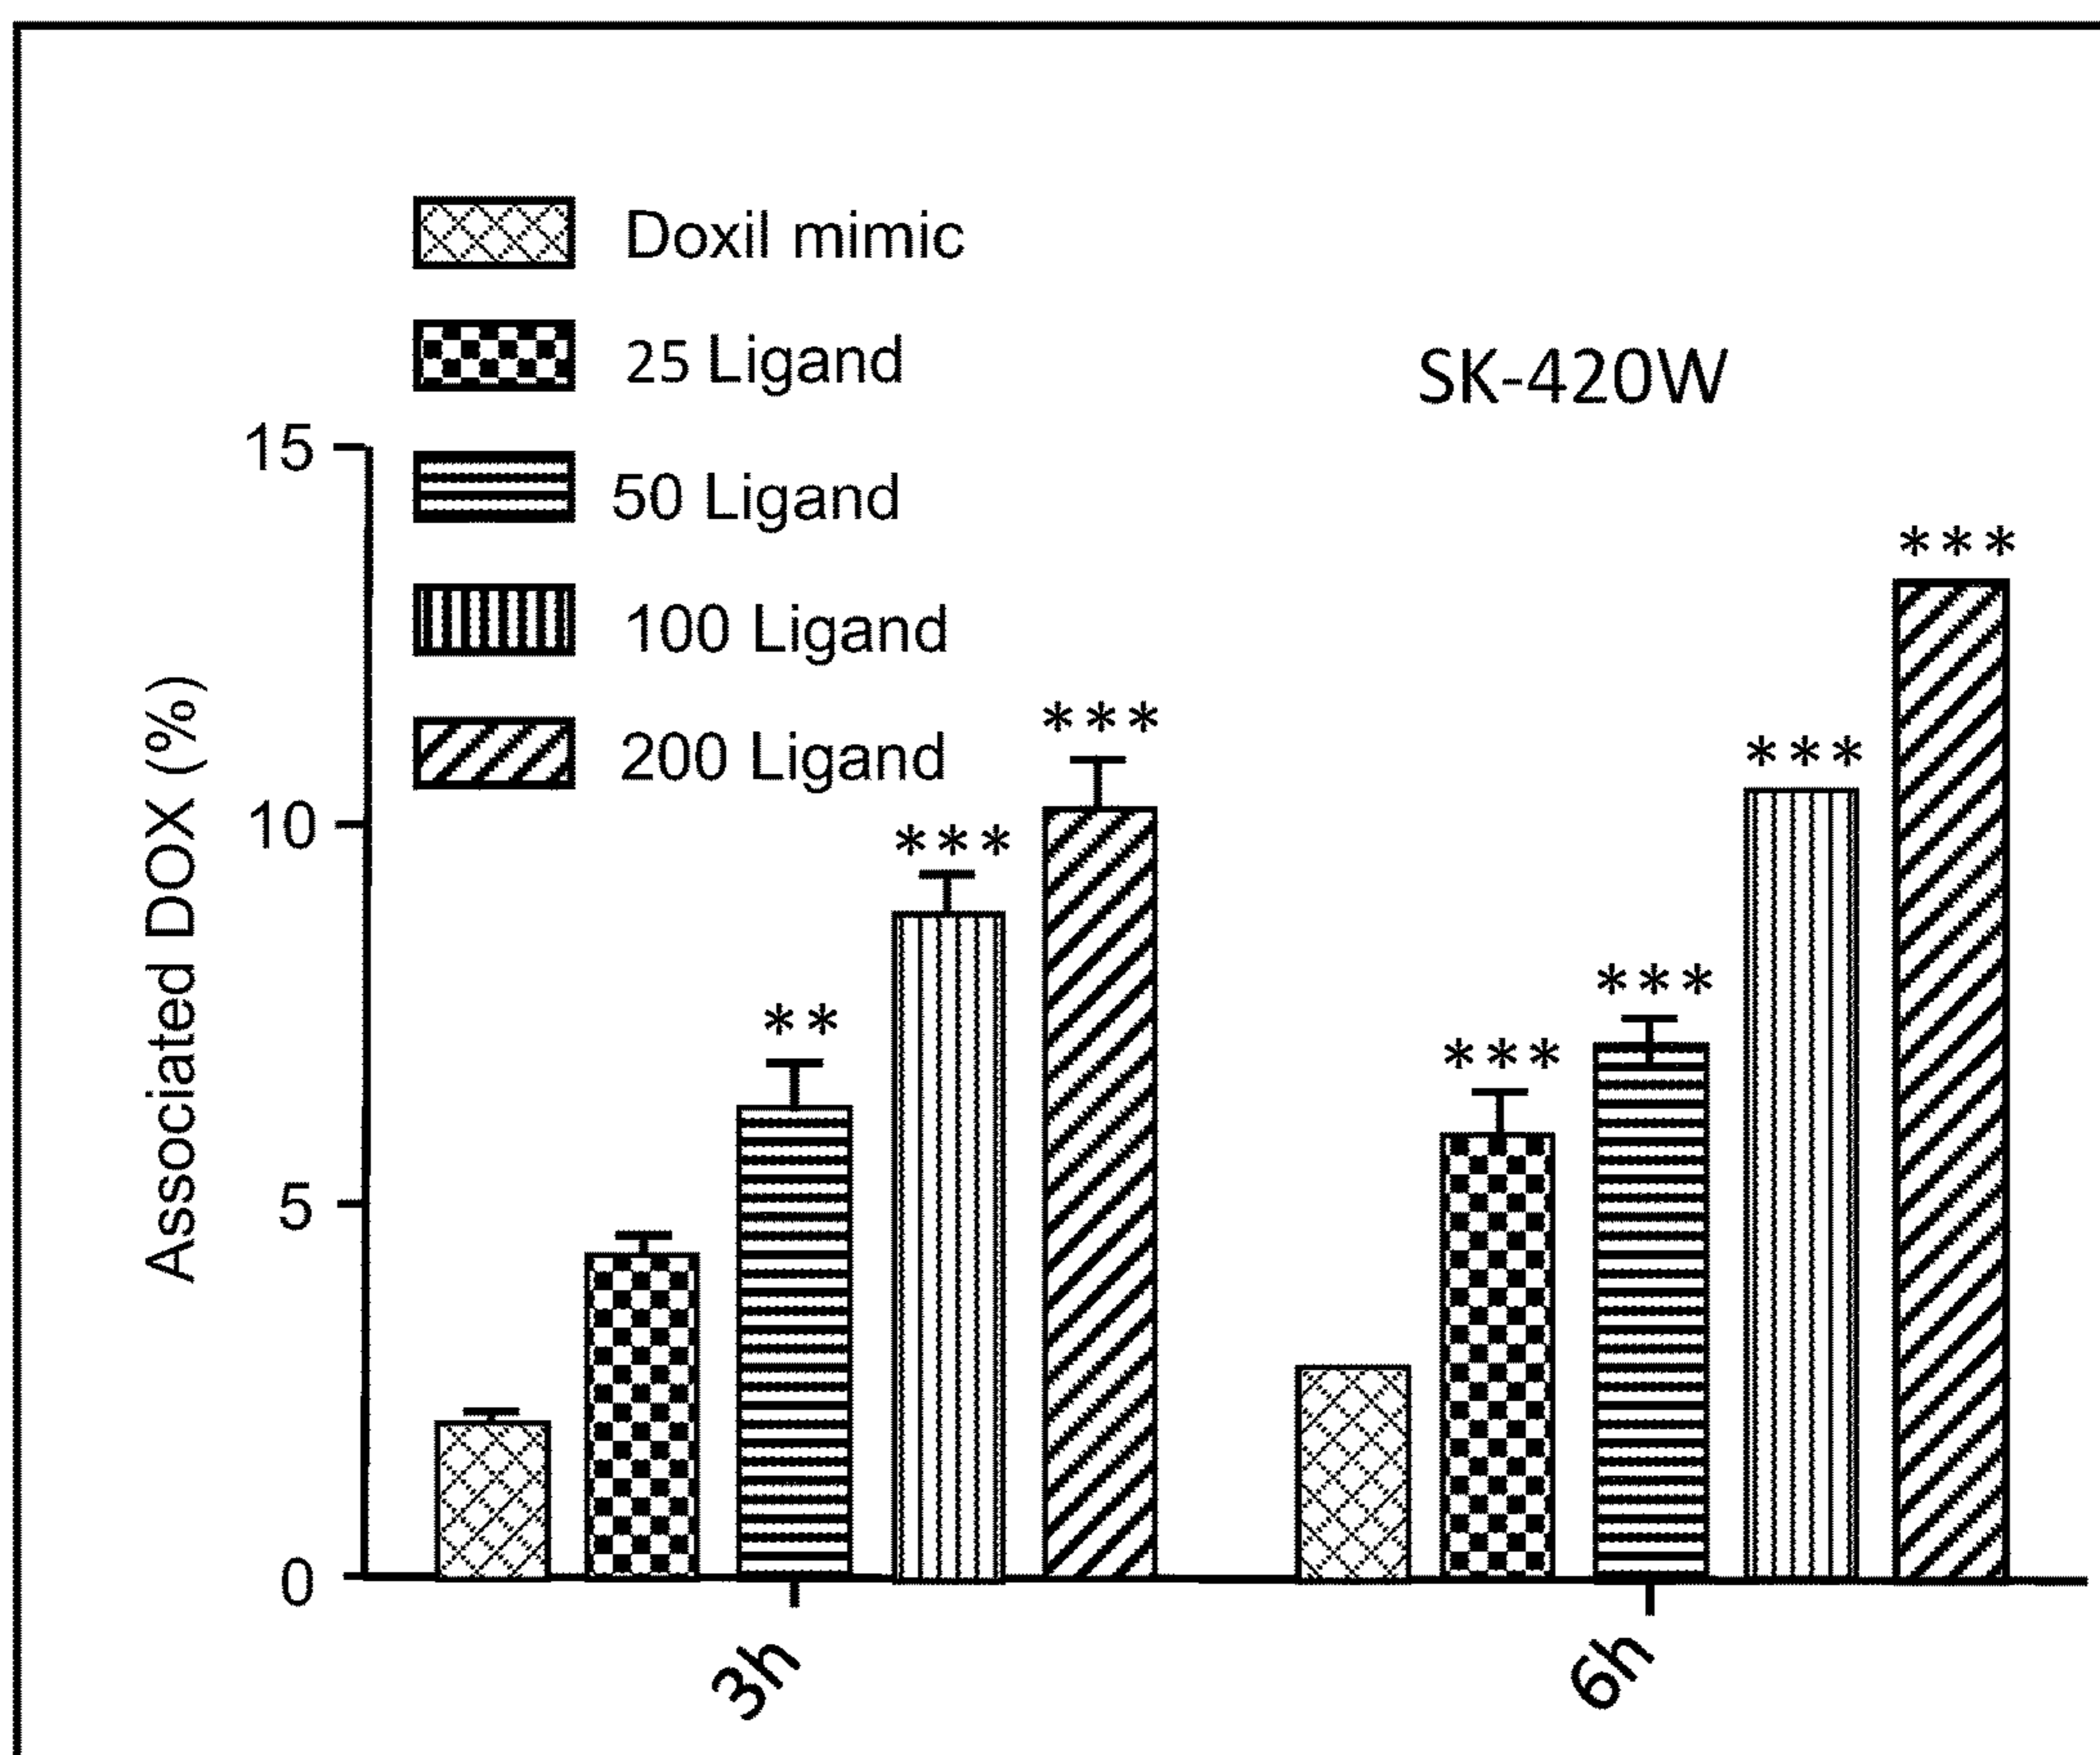 Doxil mimic
25 Ligand
50 Ligand
100 Ligand
200 Ligand
SK-420W
Associated DOX (%)
15
10
5
0
**
***
***
***
***
***
***
3h
6h